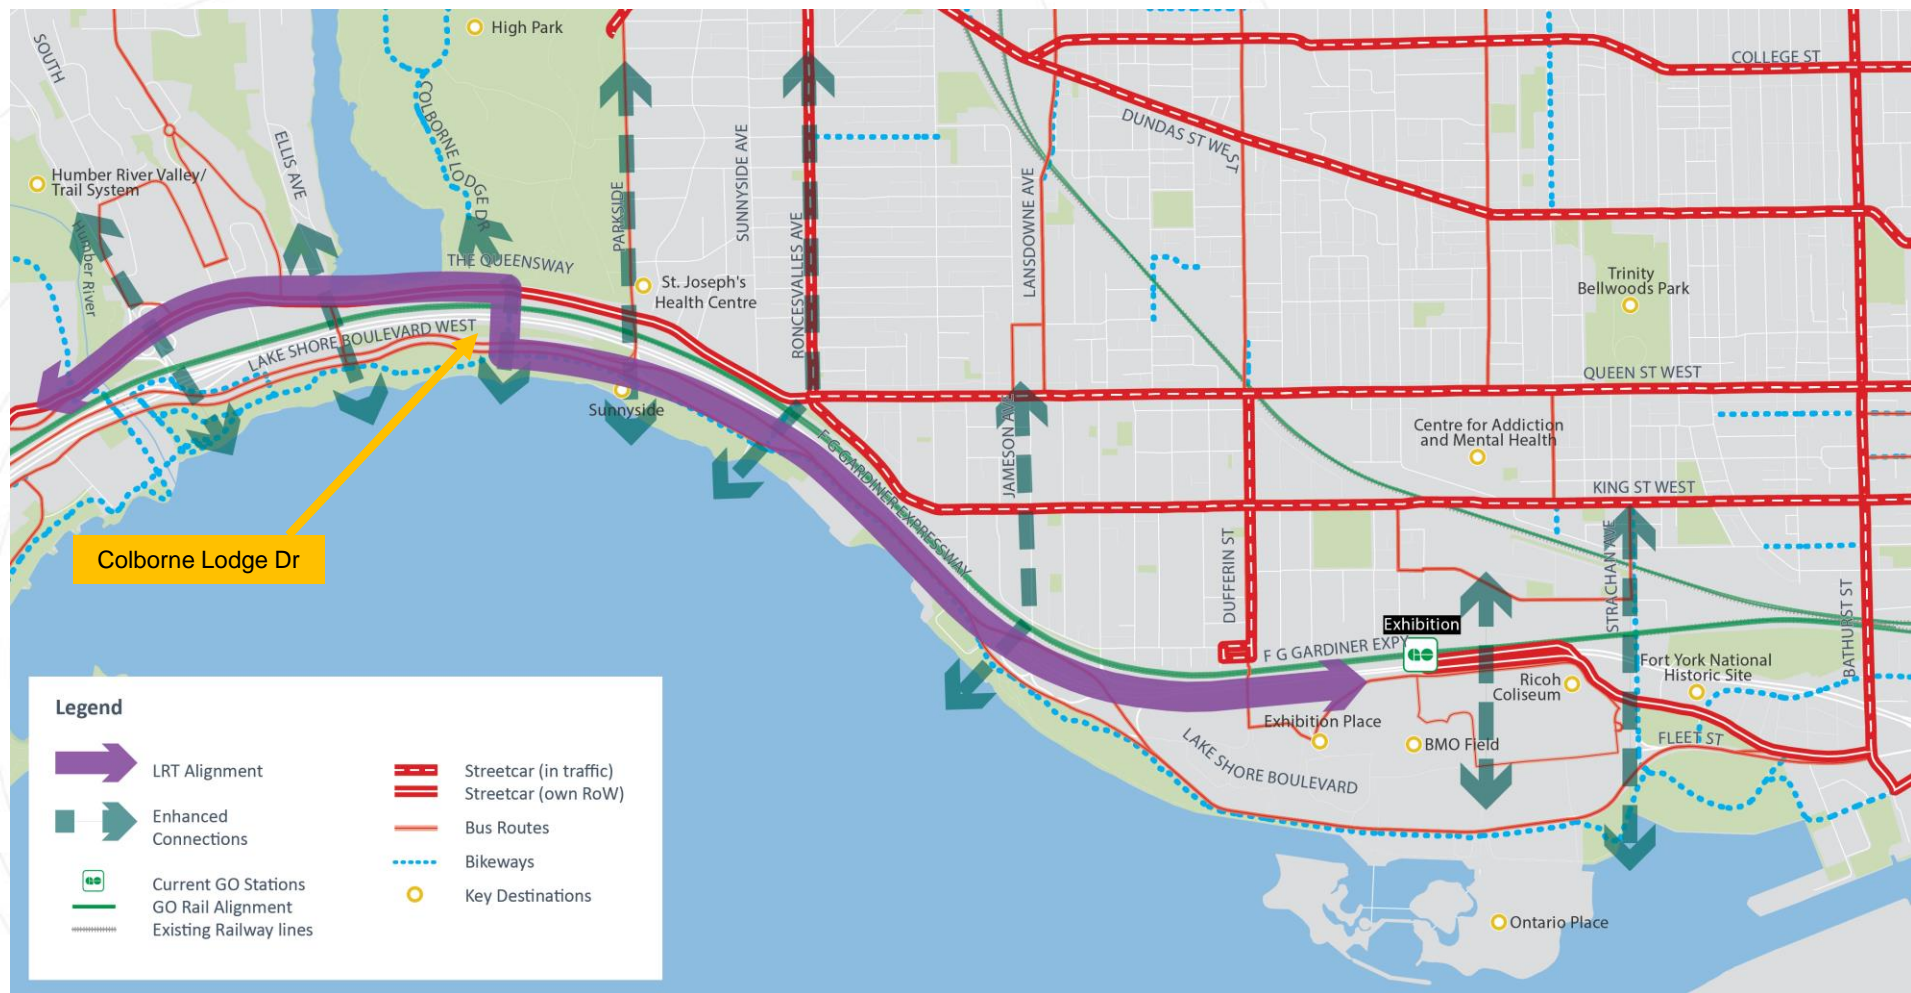 High Park
SOUTH
COLLEGE ST
COLBORNE LODGE DR
DUNDAS ST WEST
ELLIS AVE
Humber River Valley/
Trail System
SUNNYSIDE AVE
LANSDOWNE AVE
PARKSIDE
RONCESVALLES AVE
Humber River
THE QUEENSWAY
St. Joseph's
Health Centre
Trinity
Bellwoods Park
LAKE SHORE BOULEVARD WEST
QUEEN ST WEST
Sunnyside
JAMESON AVE
Centre for Addiction
and Mental Health
F G GARDINER EXPRESSWAY
KING ST WEST
Colborne Lodge Dr
DUFFERIN ST
STRACHAN AVE
BATHURST ST
Exhibition
GO
F G GARDINER EXPY
Ricoh
Coliseum
Fort York National
Historic Site
Exhibition Place
BMO Field
FLEET ST
LAKE SHORE BOULEVARD
Ontario Place
Legend
LRT Alignment
Enhanced
Connections
GO
Current GO Stations
GO Rail Alignment
Existing Railway lines
Streetcar (in traffic)
Streetcar (own RoW)
Bus Routes
Bikeways
Key Destinations